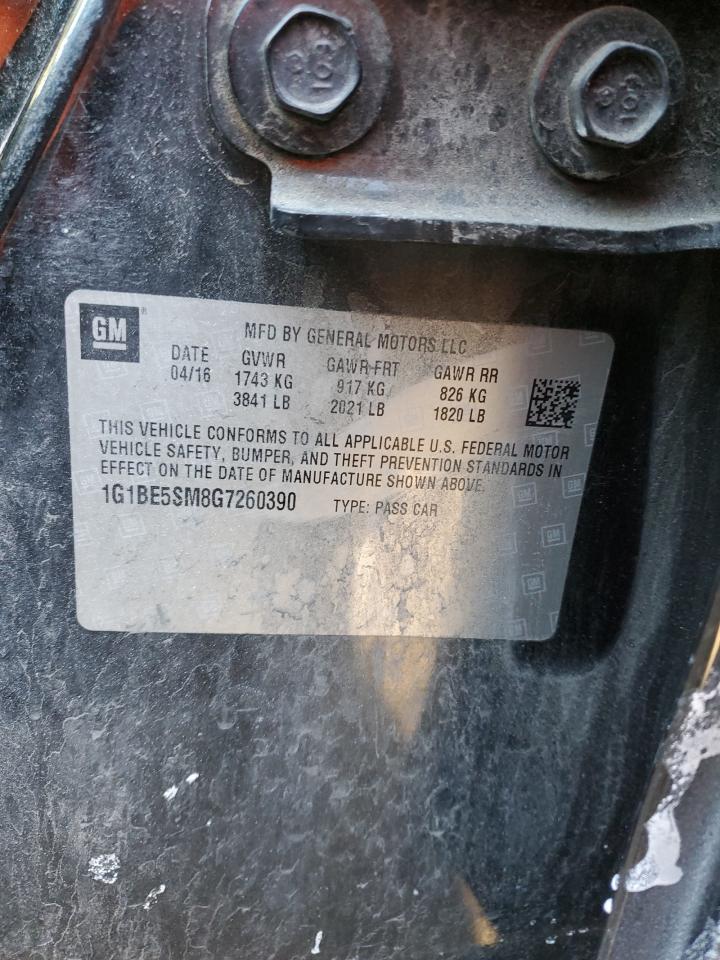 GM
MFD BY GENERAL MOTORS LLC
DATE GVWR GAWR FRT GAWR RR
04/16 1743 KG 917 KG 826 KG
3841 LB 2021 LB 1820 LB
THIS VEHICLE CONFORMS TO ALL APPLICABLE U.S. FEDERAL MOTOR
VEHICLE SAFETY, BUMPER, AND THEFT PREVENTION STANDARDS IN
EFFECT ON THE DATE OF MANUFACTURE SHOWN ABOVE.
1G1BE5SM8G7260390 TYPE: PASS CAR